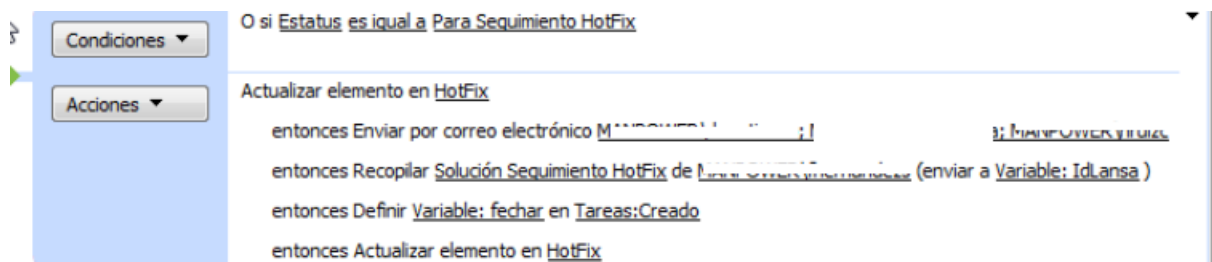 Condiciones
O si Estatus es igual a Para Seguimiento HotFix
Acciones
Actualizar elemento en HotFix
entonces Enviar por correo electrónico
entonces Recopilar Solución Seguimiento HotFix de (enviar a Variable: IdLansa )
entonces Definir Variable: fechar en Tareas:Creado
entonces Actualizar elemento en HotFix